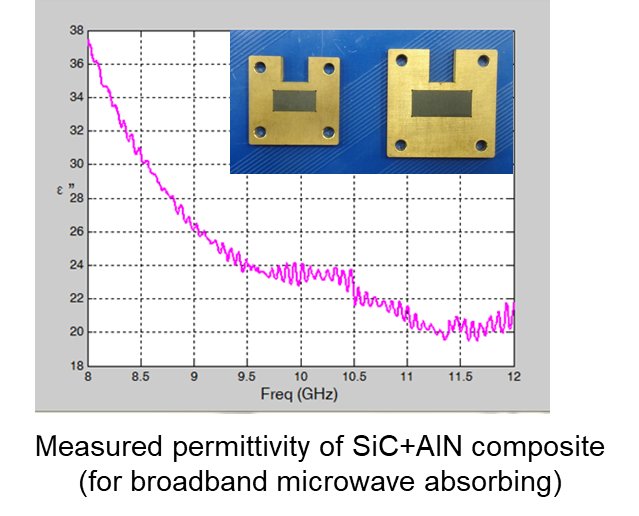 38
36
34
32
30
28
26
24
22
20
18
ε ”
8 8.5 9 9.5 10 10.5 11 11.5 12
Freq (GHz)
Measured permittivity of SiC+AlN composite
(for broadband microwave absorbing)